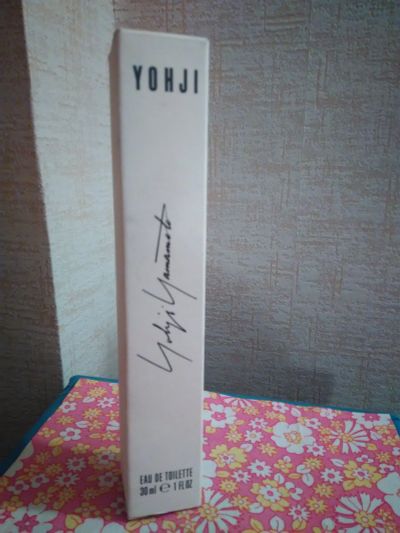 YOHJI
Yohji Yamamoto
EAU DE TOILETTE
30 ml ℮ 1 FL OZ